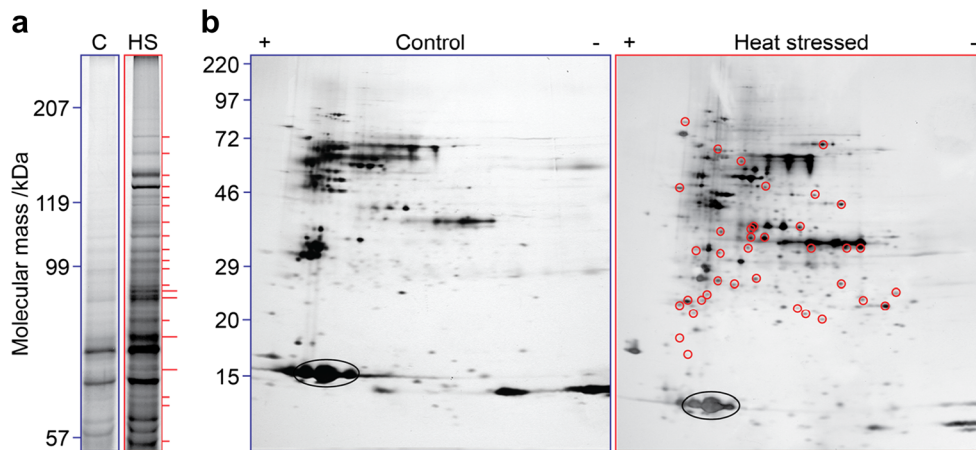 a
C HS
Molecular mass /kDa
207
119
99
57
b
+ Control -
220
97
72
46
29
20
15
+ Heat stressed -